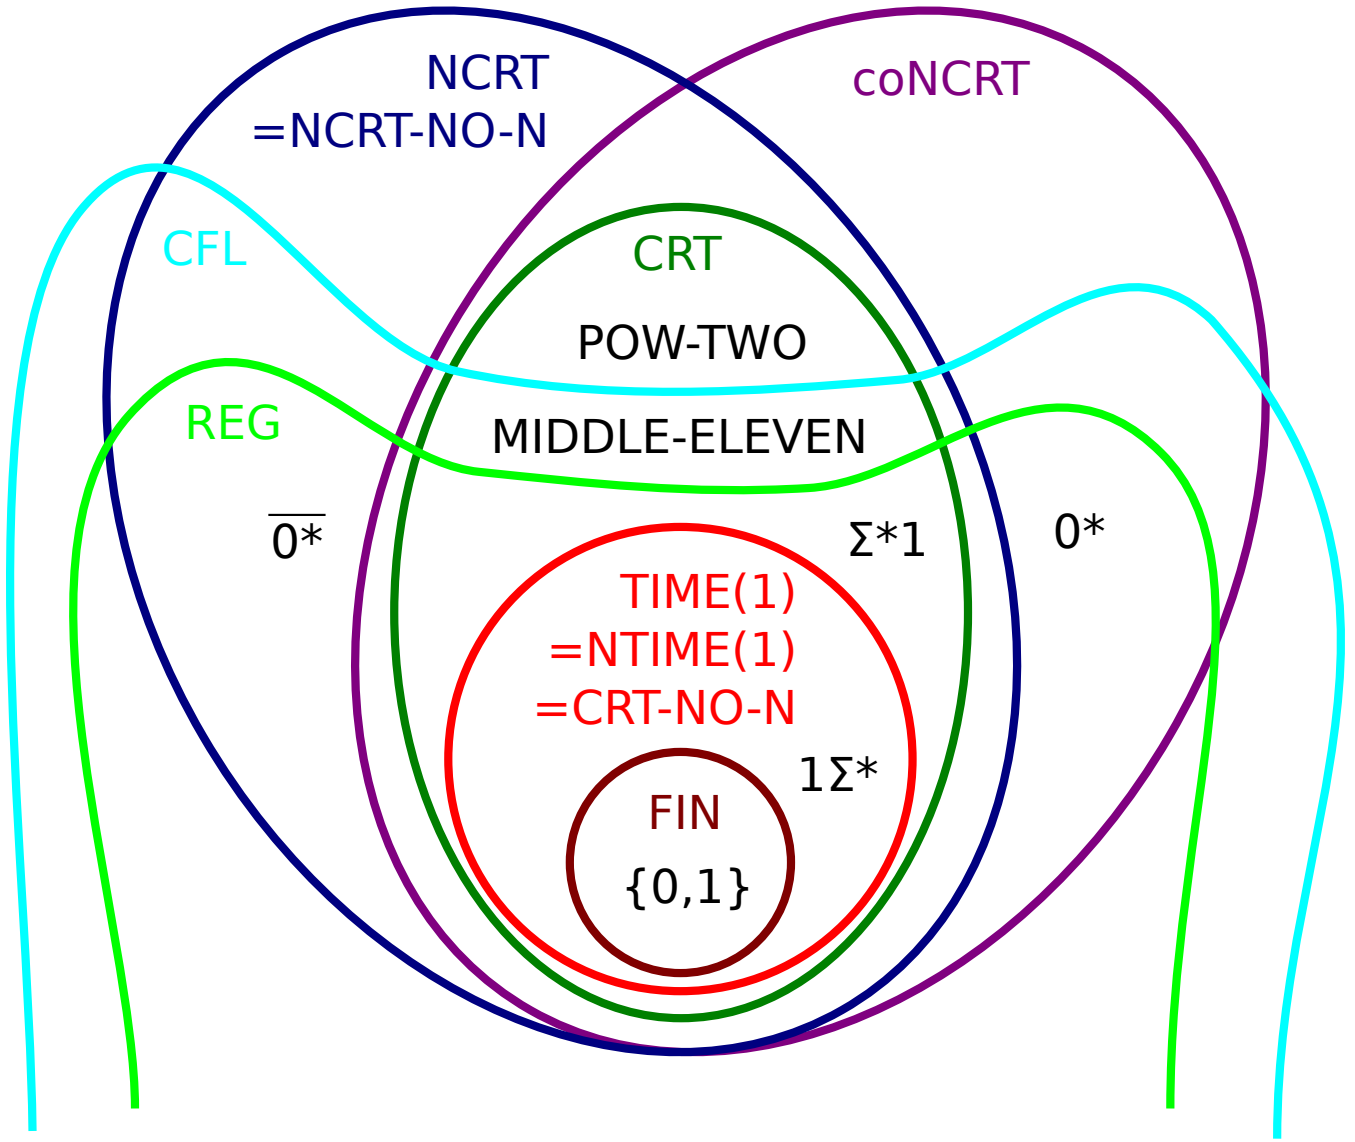 NCRT
=NCRT-NO-N
coNCRT
CFL
CRT
POW-TWO
REG
MIDDLE-ELEVEN
0̅*̅
Σ*1
0*
TIME(1)
=NTIME(1)
=CRT-NO-N
1Σ*
FIN
{0,1}